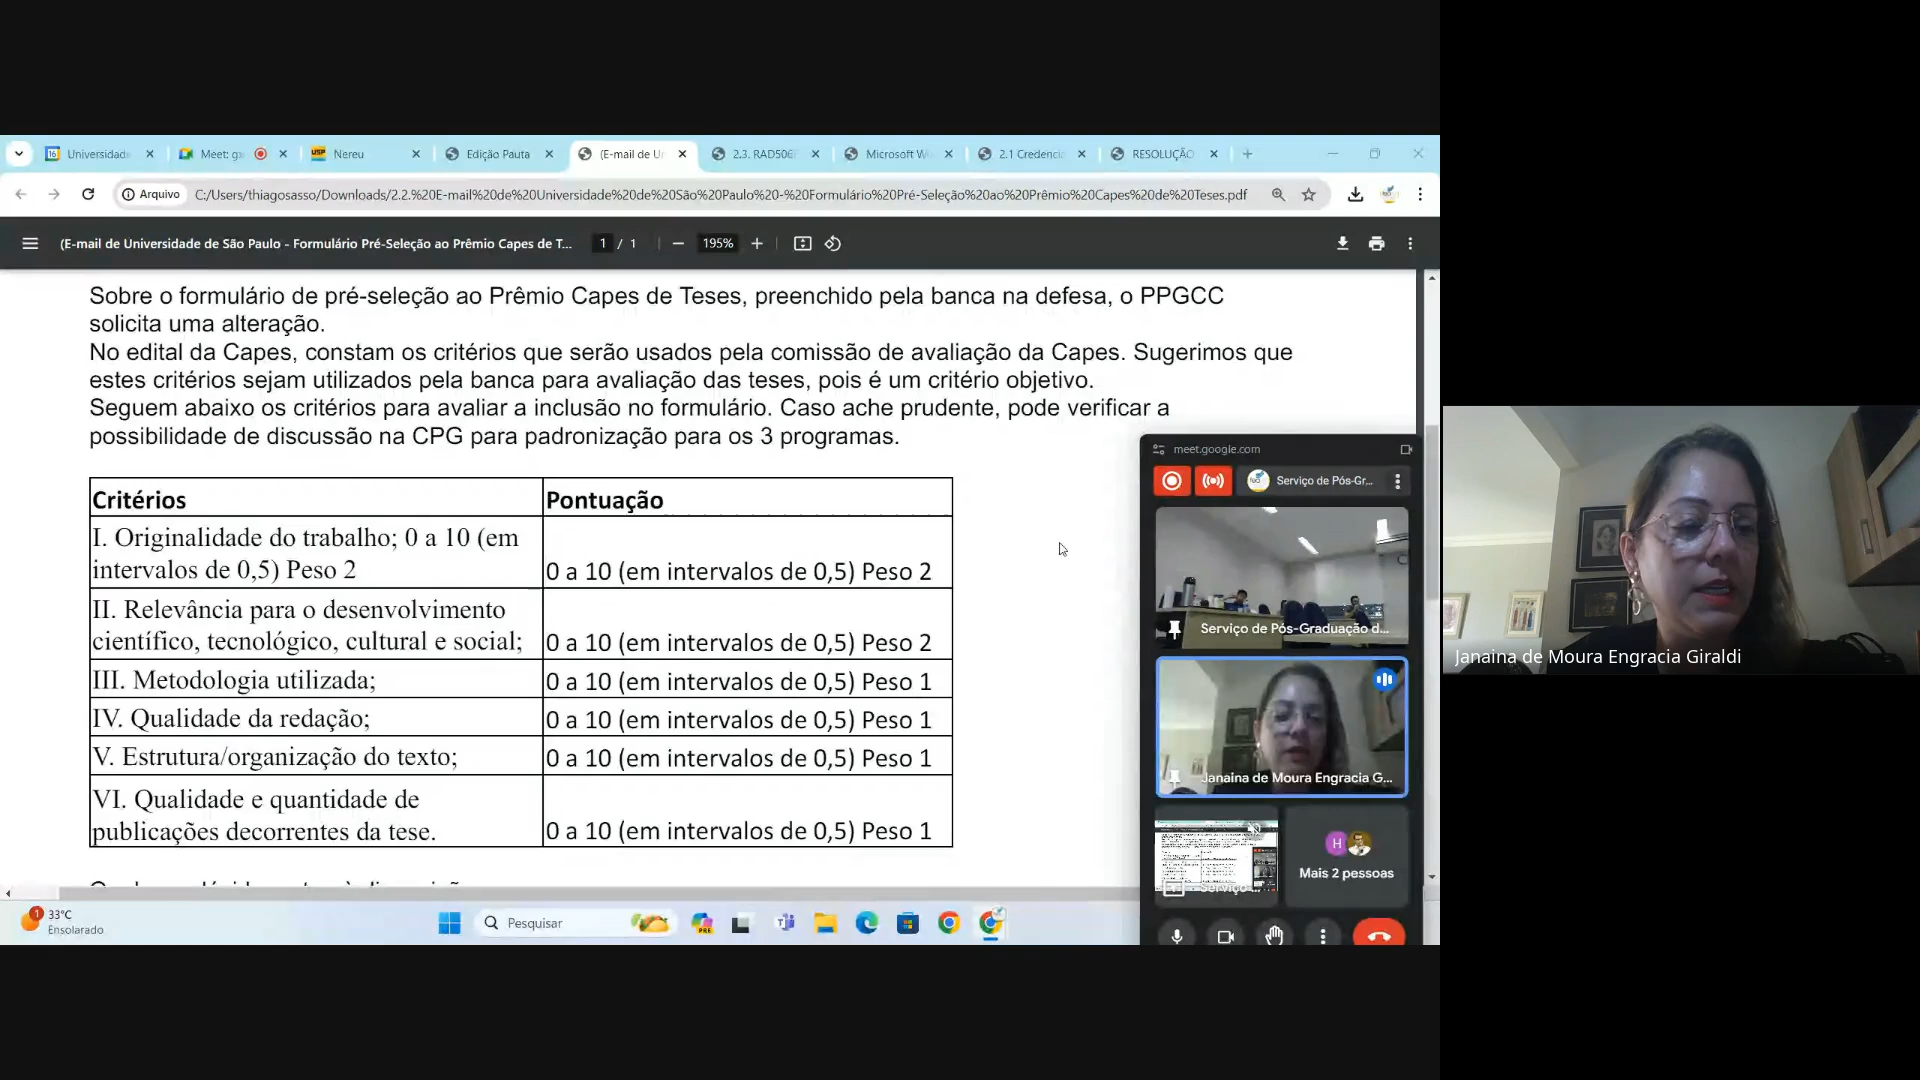 Universidad
Meet: g
Nereu
Edição Pauta
(E-mail de U
2.3. RAD506
Microsoft W
2.1 Credenci
RESOLUÇÃO
Arquivo
C:/Users/thiagosasso/Downloads/2.2.%20E-mail%20de%20Universidade%20de%20São%20Paulo%20-%20Formulário%20Pré-Seleção%20ao%20Prêmio%20Capes%20de%20Teses.pdf
(E-mail de Universidade de São Paulo - Formulário Pré-Seleção ao Prêmio Capes de T...
1 / 1
195%
Sobre o formulário de pré-seleção ao Prêmio Capes de Teses, preenchido pela banca na defesa, o PPGCC
solicita uma alteração.
No edital da Capes, constam os critérios que serão usados pela comissão de avaliação da Capes. Sugerimos que
estes critérios sejam utilizados pela banca para avaliação das teses, pois é um critério objetivo.
Seguem abaixo os critérios para avaliar a inclusão no formulário. Caso ache prudente, pode verificar a
possibilidade de discussão na CPG para padronização para os 3 programas.
Critérios
Pontuação
I. Originalidade do trabalho; 0 a 10 (em
intervalos de 0,5) Peso 2
0 a 10 (em intervalos de 0,5) Peso 2
II. Relevância para o desenvolvimento
científico, tecnológico, cultural e social;
0 a 10 (em intervalos de 0,5) Peso 2
III. Metodologia utilizada;
0 a 10 (em intervalos de 0,5) Peso 1
IV. Qualidade da redação;
0 a 10 (em intervalos de 0,5) Peso 1
V. Estrutura/organização do texto;
0 a 10 (em intervalos de 0,5) Peso 1
VI. Qualidade e quantidade de
publicações decorrentes da tese.
0 a 10 (em intervalos de 0,5) Peso 1
meet.google.com
Serviço de Pós-Gr...
Serviço de Pós-Graduação d...
Janaina de Moura Engracia G...
Serviço
H
Mais 2 pessoas
Janaina de Moura Engracia Giraldi
1
33°C
Ensolarado
Pesquisar